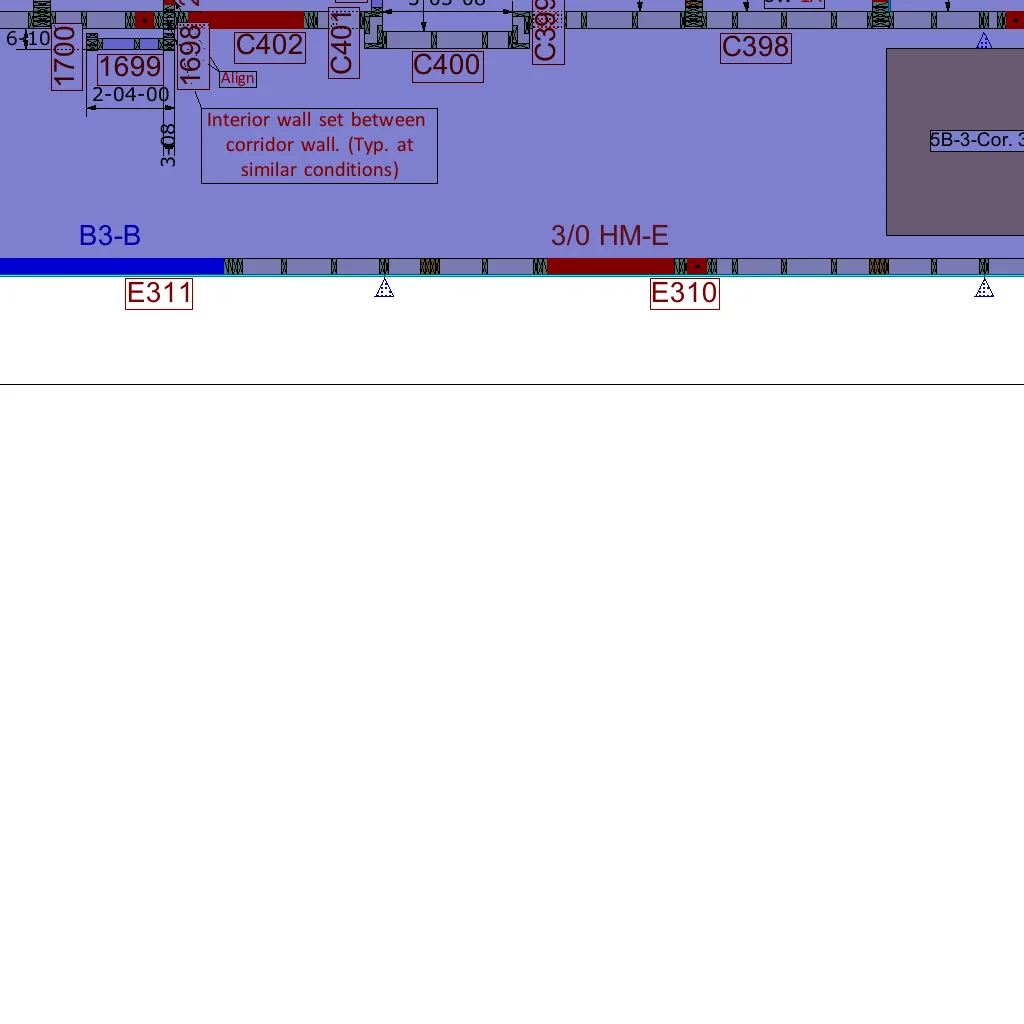 6-10
1700
1699
1698
C402
C401
C400
C399
C398
Align
2-04-00
3-08
Interior wall set between
corridor wall. (Typ. at
similar conditions)
5B-3-Cor.
B3-B
3/0 HM-E
E311
E310